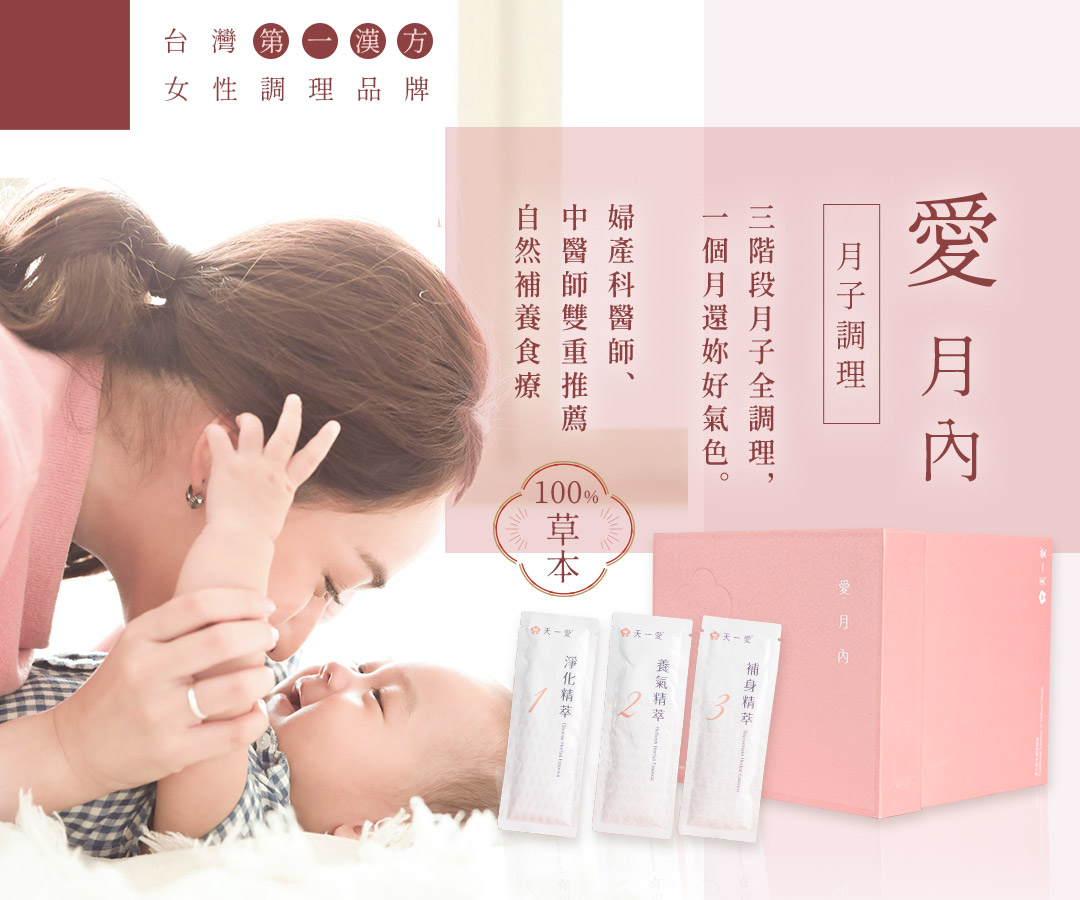 台灣第一漢方
女性調理品牌
愛月內
月子調理
三階段月子全調理，
一個月還妳好氣色。
婦產科醫師、
中醫師雙重推薦
自然補養食療
100%
草本
天一愛
淨化精萃
1
天一愛
養氣精萃
2
天一愛
補身精萃
3
愛月內